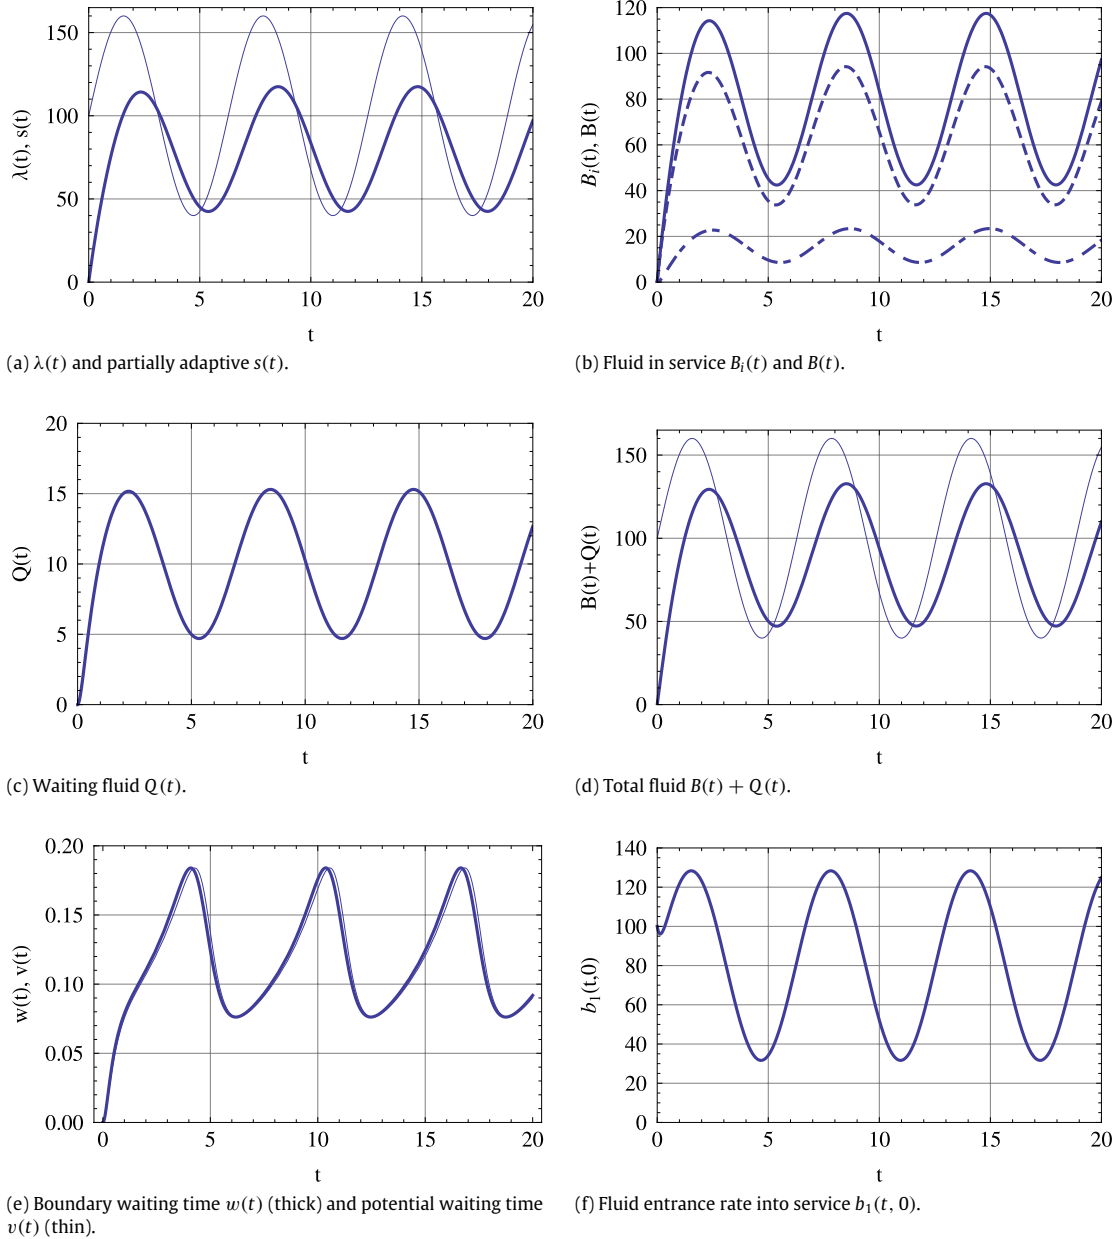 150
100
50
0
λ(t), s(t)
0 5 10 15 20
t
(a) λ(t) and partially adaptive s(t).
120
100
80
60
40
20
0
Bi(t), B(t)
0 5 10 15 20
t
(b) Fluid in service Bi(t) and B(t).
20
15
10
5
0
Q(t)
0 5 10 15 20
t
(c) Waiting fluid Q(t).
150
100
50
0
B(t)+Q(t)
0 5 10 15 20
t
(d) Total fluid B(t) + Q(t).
0.20
0.15
0.10
0.05
0.00
w(t), v(t)
0 5 10 15 20
t
(e) Boundary waiting time w(t) (thick) and potential waiting time
v(t) (thin).
140
120
100
80
60
40
20
0
b1(t,0)
0 5 10 15 20
t
(f) Fluid entrance rate into service b1(t, 0).